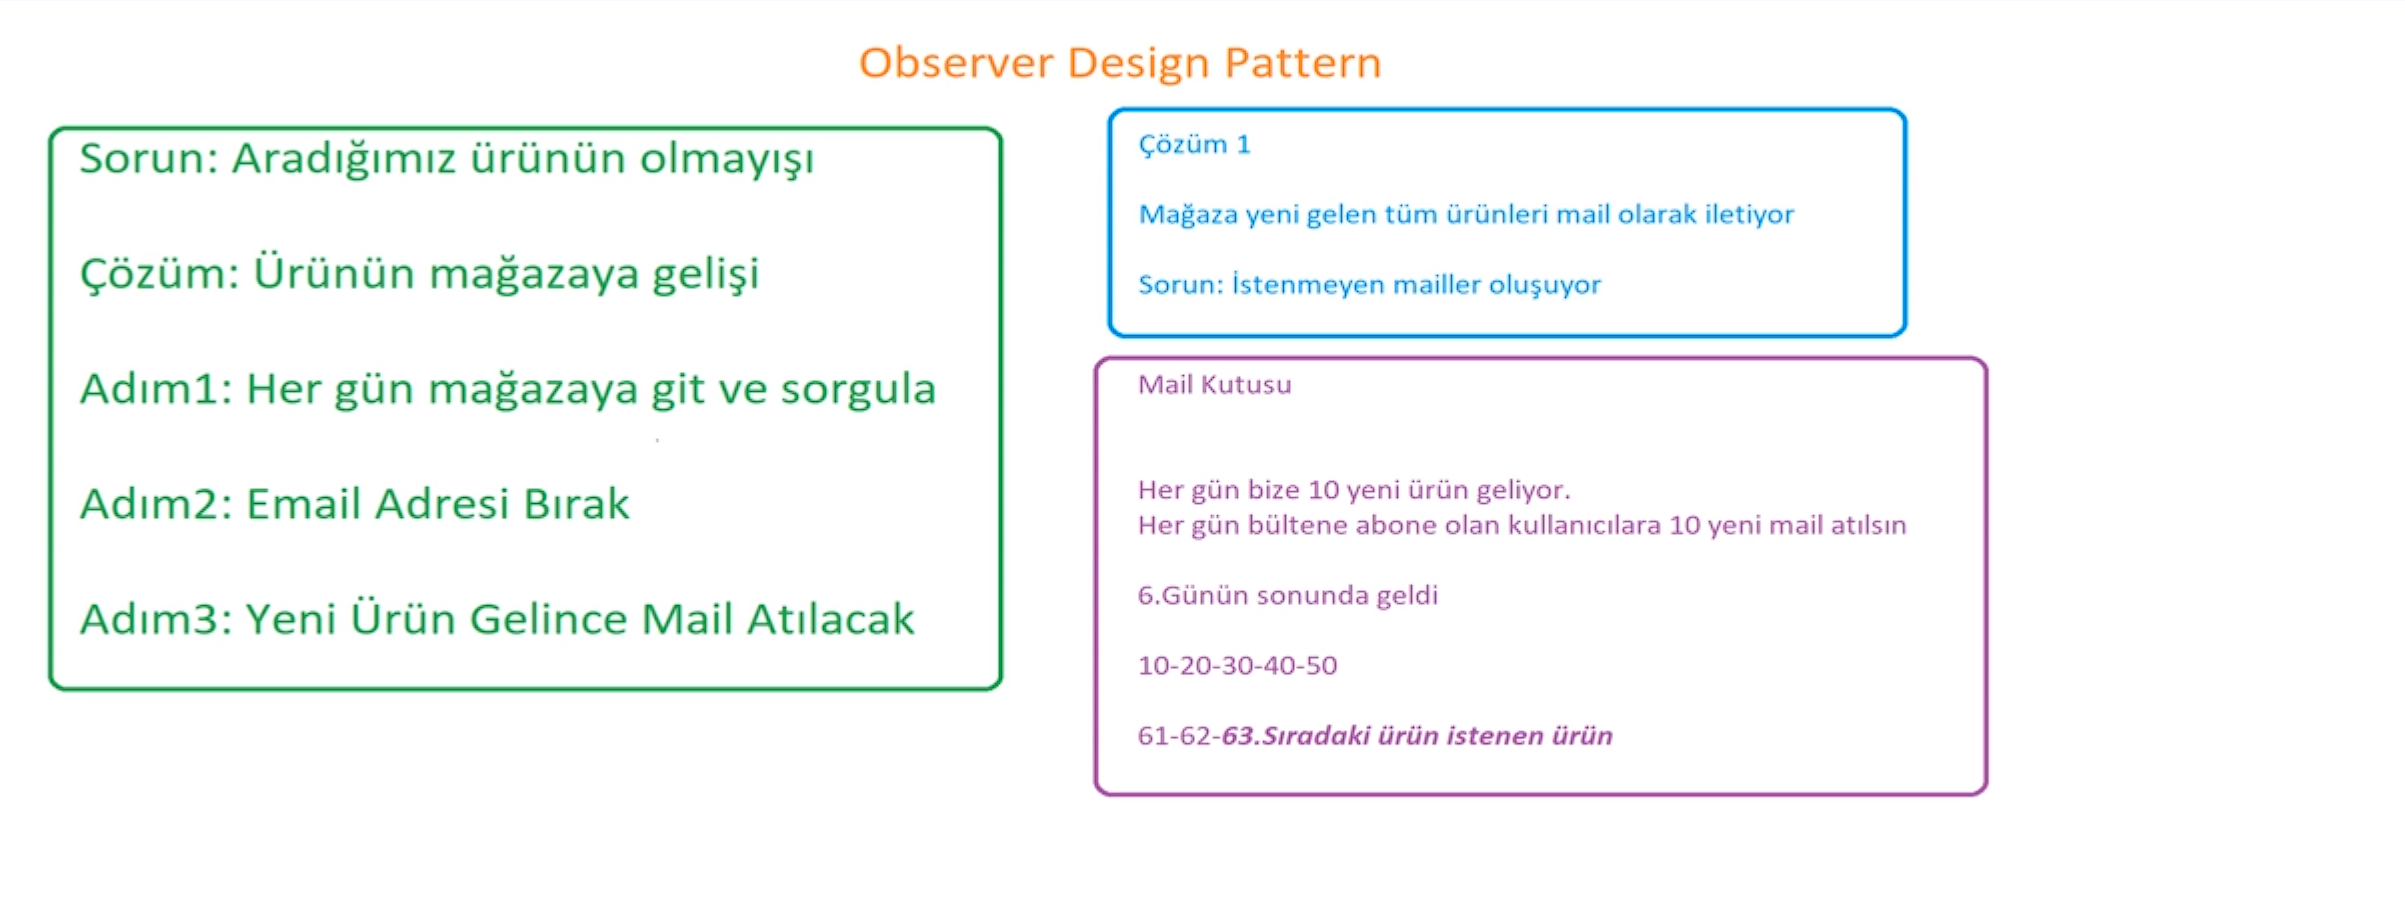 Observer Design Pattern
Sorun: Aradığımız ürünün olmayışı
Çözüm: Ürünün mağazaya gelişi
Adım1: Her gün mağazaya git ve sorgula
Adım2: Email Adresi Bırak
Adım3: Yeni Ürün Gelince Mail Atılacak
Çözüm 1
Mağaza yeni gelen tüm ürünleri mail olarak iletiyor
Sorun: İstenmeyen mailler oluşuyor
Mail Kutusu
Her gün bize 10 yeni ürün geliyor.
Her gün bültene abone olan kullanıcılara 10 yeni mail atılsın
6.Günün sonunda geldi
10-20-30-40-50
61-62-63.Sıradaki ürün istenen ürün